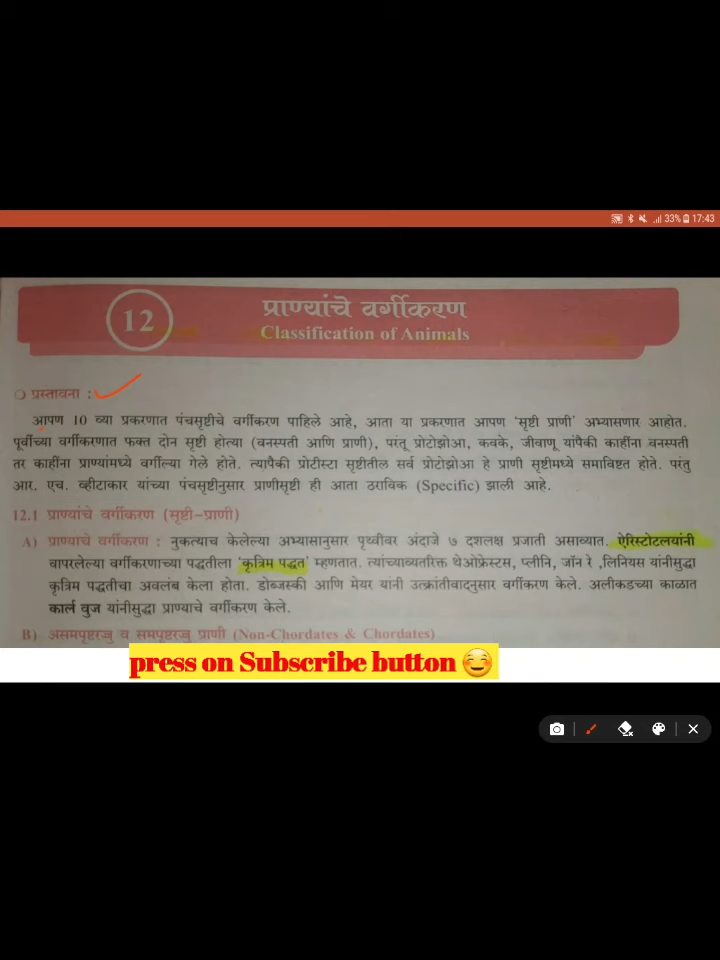 33% 17:43
12
प्राण्यांचे वर्गीकरण
Classification of Animals
❍ प्रस्तावना :
आपण 10 व्या प्रकरणात पंचसृष्टीचे वर्गीकरण पाहिले आहे, आता या प्रकरणात आपण 'सृष्टी प्राणी' अभ्यासणार आहोत.
पूर्वीच्या वर्गीकरणात फक्त दोन सृष्टी होत्या (वनस्पती आणि प्राणी), परंतू प्रोटोझोआ, कवके, जीवाणू यांपैकी काहींना वनस्पती
तर काहींना प्राण्यांमध्ये वर्गील्या गेले होते. त्यापैकी प्रोटीस्टा सृष्टीतील सर्व प्रोटोझोआ हे प्राणी सृष्टीमध्ये समाविष्टत होते. परंतु
आर. एच. व्हीटाकार यांच्या पंचसृष्टीनुसार प्राणीसृष्टी ही आता ठराविक (Specific) झाली आहे.
12.1 प्राण्यांचे वर्गीकरण (सृष्टी–प्राणी)
A) प्राण्यांचे वर्गीकरण : नुकत्याच केलेल्या अभ्यासानुसार पृथ्वीवर अंदाजे ७ दशलक्ष प्रजाती असाव्यात. ऐरिस्टोटलयांनी
वापरलेल्या वर्गीकरणाच्या पद्धतीला 'कृत्रिम पद्धत' म्हणतात. त्यांच्याव्यतरिक्त थेओफ्रेस्टस, प्लीनि, जॉन रे ,लिनियस यांनीसुद्धा
कृत्रिम पद्धतीचा अवलंब केला होता. डोब्जस्की आणि मेयर यांनी उत्क्रांतीवादनुसार वर्गीकरण केले. अलीकडच्या काळात
कार्ल वुज यांनीसुद्धा प्राण्याचे वर्गीकरण केले.
B) असमपृष्टरज्जु व समपृष्टरज्जु प्राणी (Non-Chordates & Chordates)
press on Subscribe button